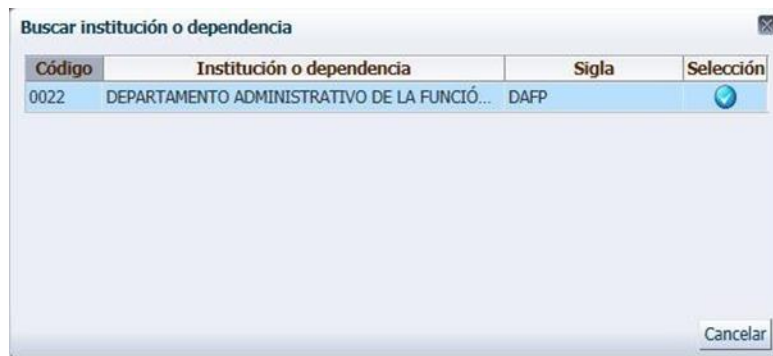 Buscar institución o dependencia
Código Institución o dependencia Sigla Selección
0022 DEPARTAMENTO ADMINISTRATIVO DE LA FUNCIÓ... DAFP
Cancelar